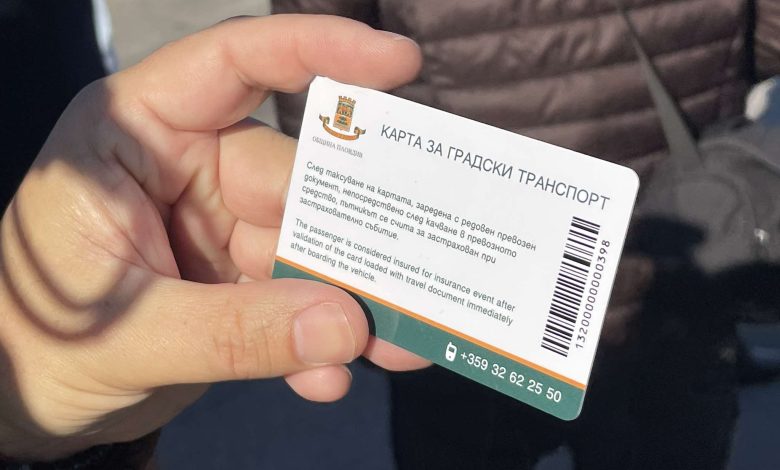 ОБЩИНА ПЛОВДИВ
КАРТА ЗА ГРАДСКИ ТРАНСПОРТ
След таксуване на картата, заредена с редовен превозен
документ, непосредствено след качване в превозното
средство, пътникът се счита за застрахован при
застрахователно събитие.
The passenger is considered insured for insurance event after
validation of the card loaded with travel document immediately
after boarding the vehicle.
13200000000398
+359 32 62 25 50